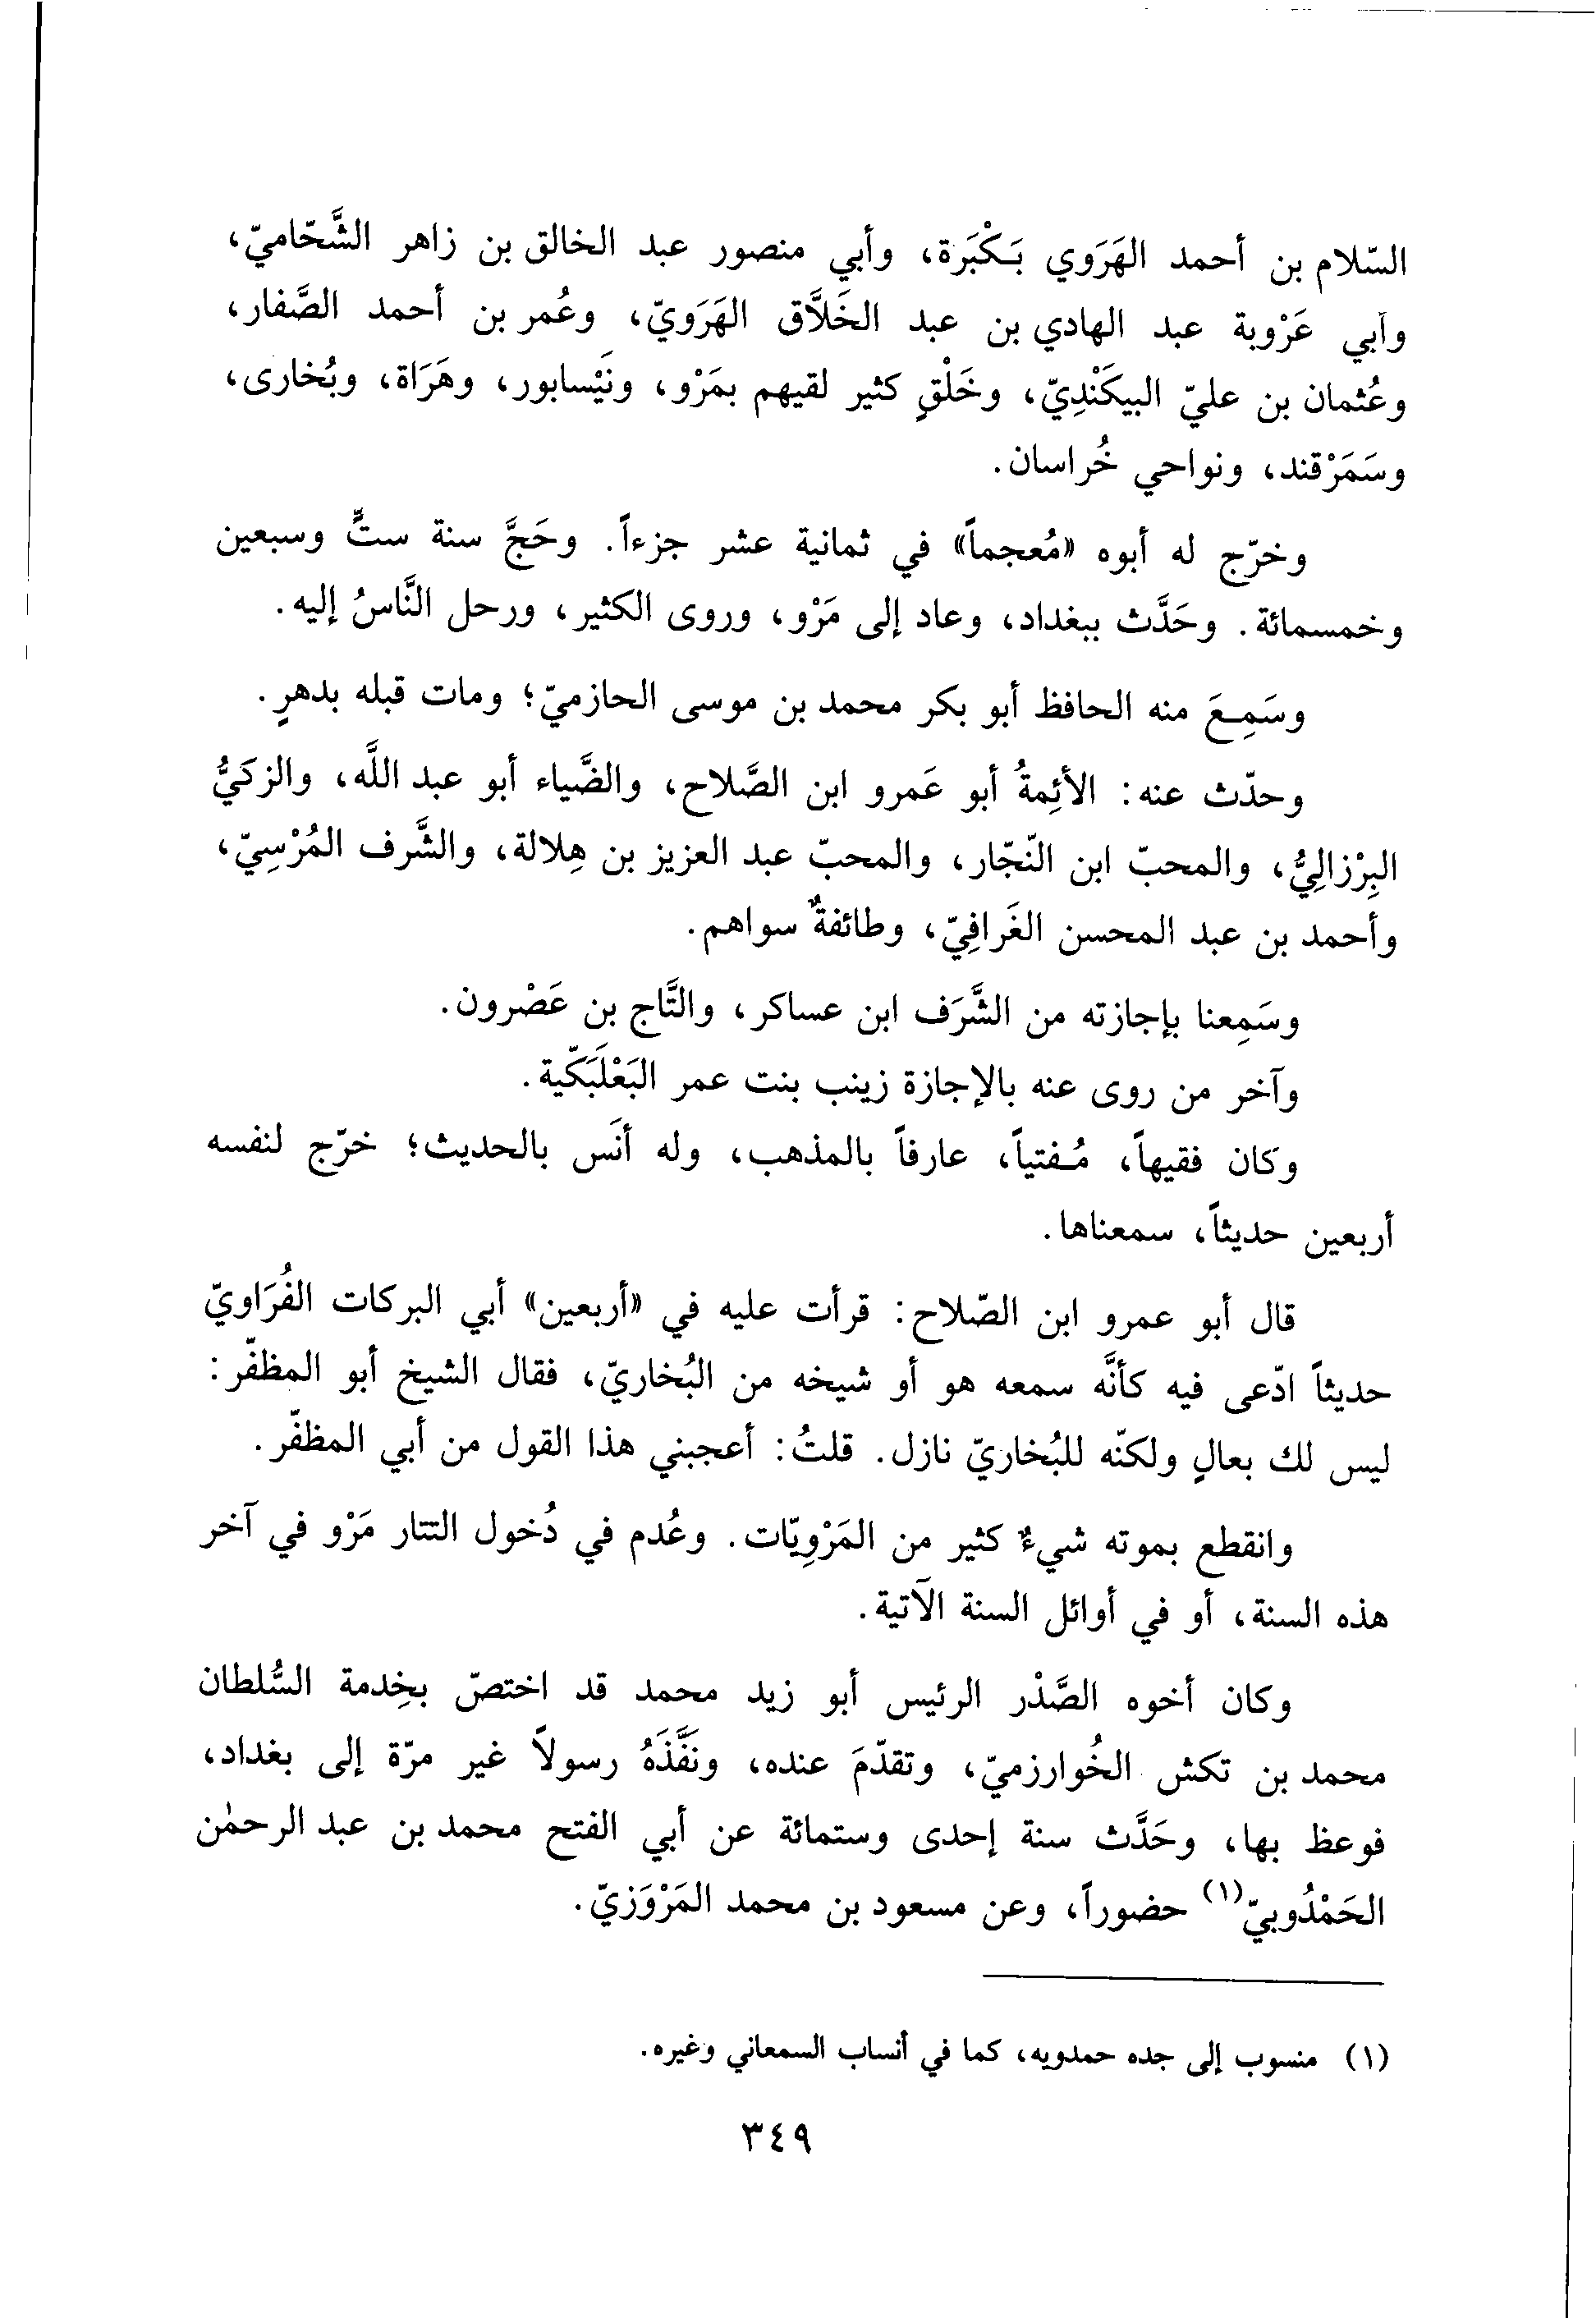 السّلام بن أحمد الهَرَوي بَـكْبَرَة، وأبي منصور عبد الخالق بن زاهر الشَّحّاميّ،
وأبي عَرْوبة عبد الهادي بن عبد الخَلاَّق الهَرَويّ، وعُمر بن أحمد الصَّفار،
وعُثمان بن عليّ البيكَنْدِيّ، وخَلْقٍ كثير لقيهم بمَرْو، ونَيْسابور، وهَرَاة، وبُخارى،
وسَمَرْقند، ونواحي خُراسان.
وخرّج له أبوه «مُعجماً» في ثمانية عشر جزءاً. وحَجَّ سنة ستٍّ وسبعين
وخمسمائة. وحَدَّث ببغداد، وعاد إلى مَرْو، وروى الكثير، ورحل النَّاسُ إليه.
وسَمِـعَ منه الحافظ أبو بكر محمد بن موسى الحازميّ؛ ومات قبله بدهرٍ.
وحدّث عنه: الأئِمةُ أبو عَمرو ابن الصَّلاح، والضَّياء أبو عبد اللَّه، والزكَيُّ
البِرْزالِيُّ، والمحبّ ابن النّجّار، والمحبّ عبد العزيز بن هِلالة، والشَّرف المُرْسِيّ،
وأحمد بن عبد المحسن الغَرافِيّ، وطائفةٌ سواهم.
وسَمِعنا بإجازته من الشَّرَف ابن عساكر، والتَّاج بن عَصْرون.
وآخر من روى عنه بالإجازة زينب بنت عمر البَعْلَبَكّية.
وكان فقيهاً، مُـفتياً، عارفاً بالمذهب، وله أنَس بالحديث؛ خرّج لنفسه
أربعين حديثاً، سمعناها.
قال أبو عمرو ابن الصّلاح: قرأت عليه في «أربعين» أبي البركات الفُرَاويّ
حديثاً ادّعى فيه كأنَّه سمعه هو أو شيخه من البُخاريّ، فقال الشيخ أبو المظفّر:
ليس لك بعالٍ ولكنّه للبُخاريّ نازل. قلتُ: أعجبني هذا القول من أبي المظفّر.
وانقطع بموته شيءٌ كثير من المَرْوِيّات. وعُدم في دُخول التتار مَرْو في آخر
هذه السنة، أو في أوائل السنة الآتية.
وكان أخوه الصَّذْر الرئيس أبو زيد محمد قد اختصّ بخِدمة السُّلطان
محمد بن تكش الخُوارزميّ، وتقدّمَ عنده، ونَفَّذَهُ رسولاً غير مرّة إلى بغداد،
فوعظ بها، وحَدَّث سنة إحدى وستمائة عن أبي الفتح محمد بن عبد الرحمٰن
الحَمْدُوبيّ(١) حضوراً، وعن مسعود بن محمد المَرْوَزيّ.
(١) منسوب إلى جده حمدويه، كما في أنساب السمعاني وغيره.
٣٤٩